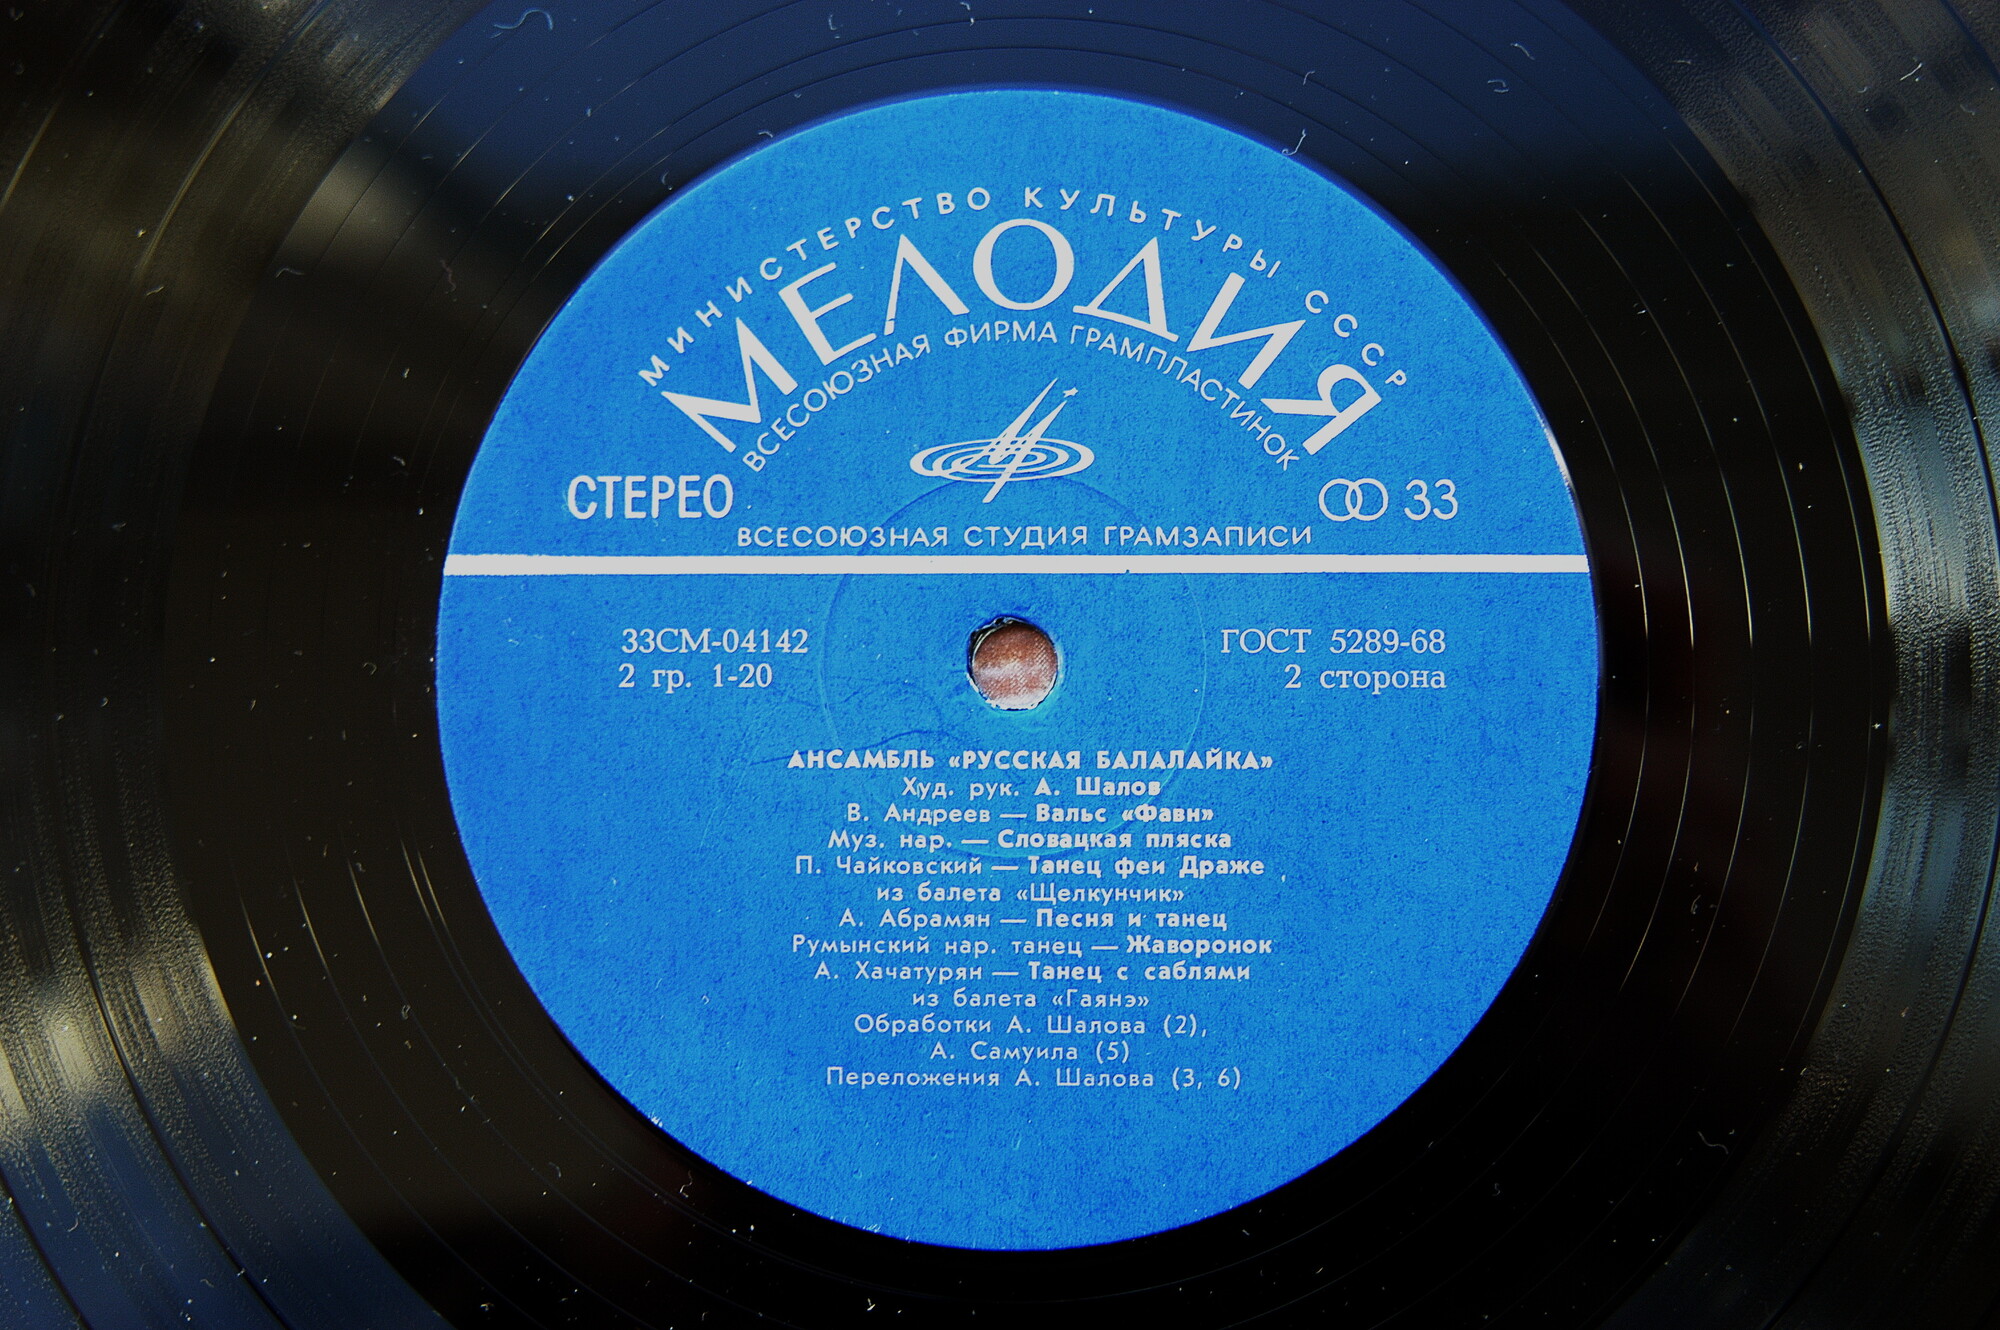 МИНИСТЕРСТВО КУЛЬТУРЫ СССР
МЕЛОДИЯ
ВСЕСОЮЗНАЯ ФИРМА ГРАМПЛАСТИНОК
СТЕРЕО
33
ВСЕСОЮЗНАЯ СТУДИЯ ГРАМЗАПИСИ
33СМ-04142
ГОСТ 5289-68
2 гр. 1-20
2 сторона
АНСАМБЛЬ «РУССКАЯ БАЛАЛАЙКА»
Худ. рук. А. Шалов
В. Андреев — Вальс «Фавн»
Муз. нар. — Словацкая пляска
П. Чайковский — Танец феи Драже
из балета «Щелкунчик»
А. Абрамян — Песня и танец
Румынский нар. танец — Жаворонок
А. Хачатурян — Танец с саблями
из балета «Гаянэ»
Обработки А. Шалова (2),
А. Самуила (5)
Переложения А. Шалова (3, 6)